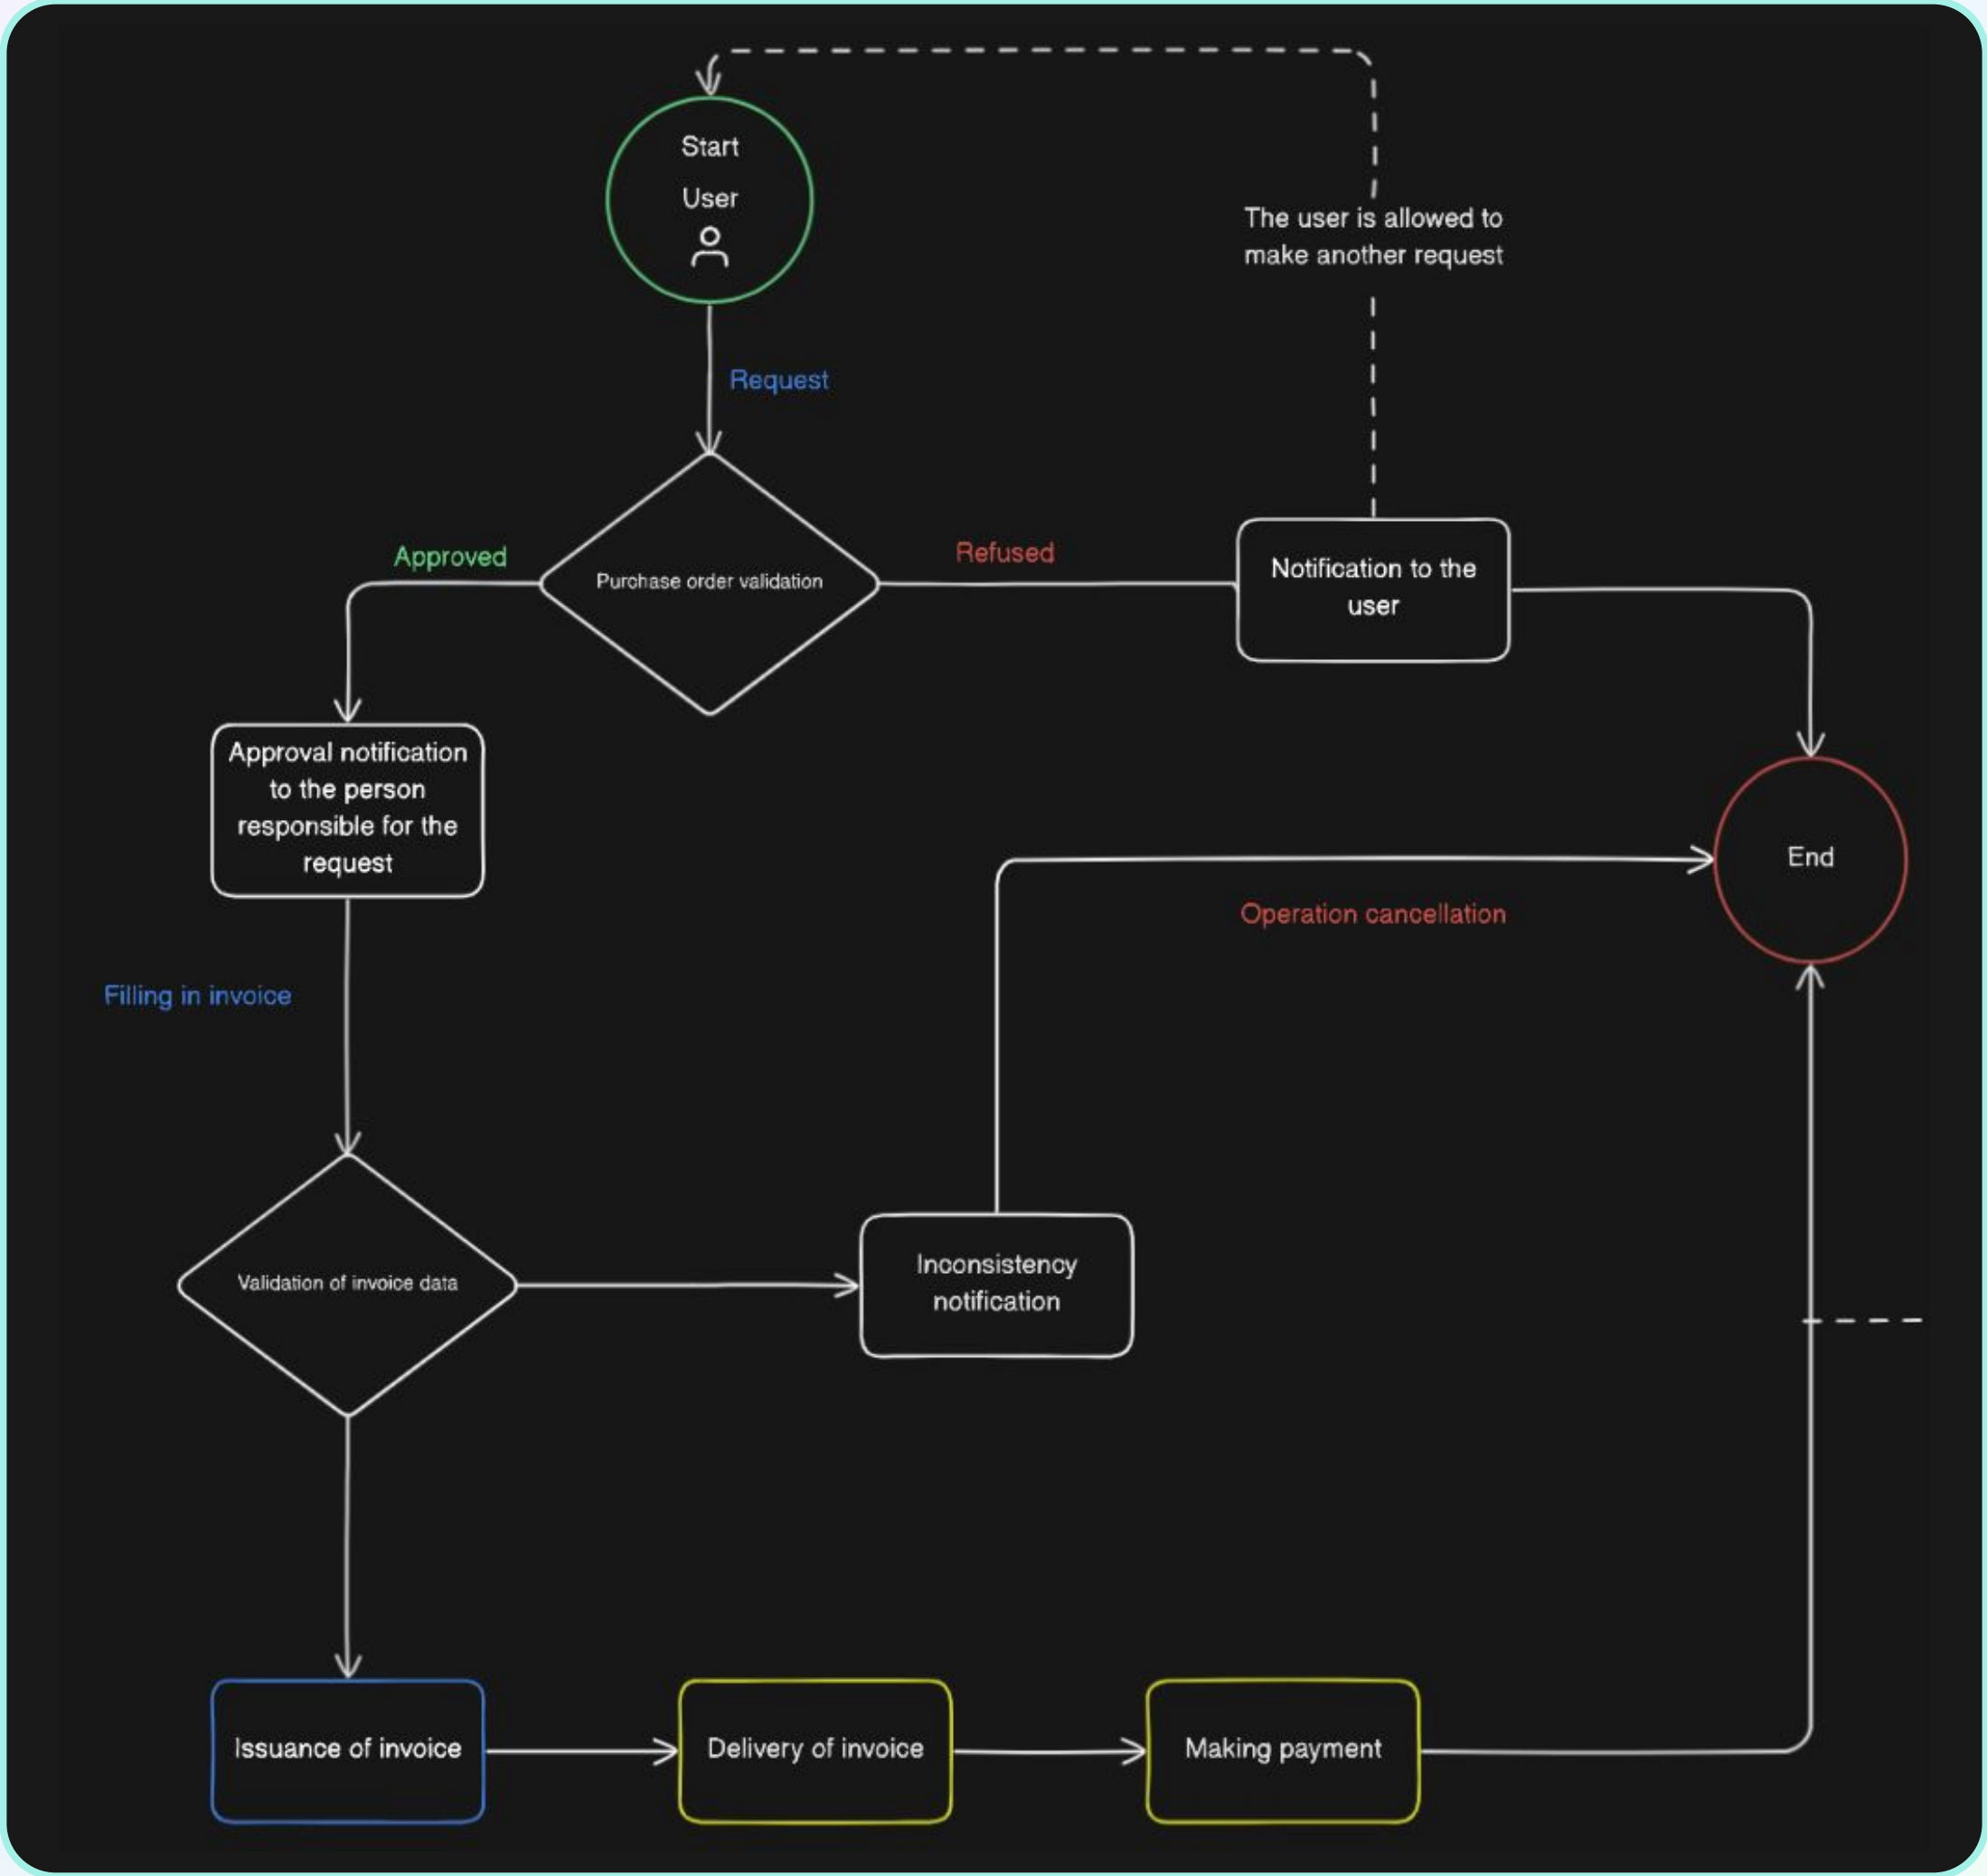 Start
User
The user is allowed to
make another request
Request
Approved
Purchase order validation
Refused
Notification to the
user
Approval notification
to the person
responsible for the
request
End
Operation cancellation
Filling in invoice
Validation of invoice data
Inconsistency
notification
Issuance of invoice
Delivery of invoice
Making payment